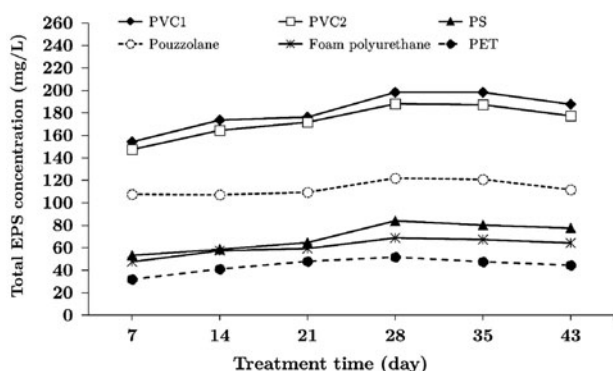 PVC1 PVC2 PS
Pouzzolane Foam polyurethane PET
Total EPS concentration (mg/L)
260
240
220
200
180
160
140
120
100
80
60
40
20
0
7 14 21 28 35 43
Treatment time (day)